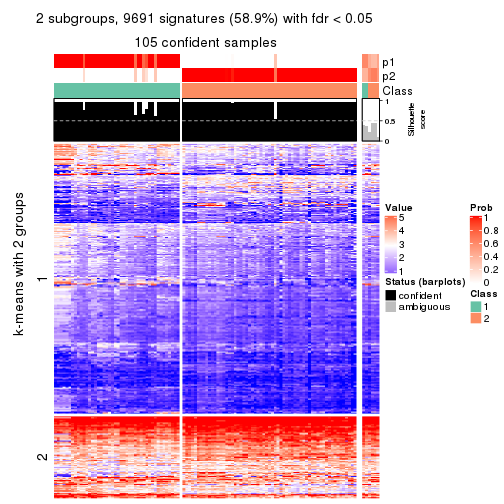 2 subgroups, 9691 signatures (58.9%) with fdr < 0.05
105 confident samples
p1
p2
Class
1
0.5
0
Silhouette
score
k-means with 2 groups
1
2
Value
5
4
3
2
1
Prob
1
0.8
0.6
0.4
0.2
0
Status (barplots)
confident
ambiguous
Class
1
2